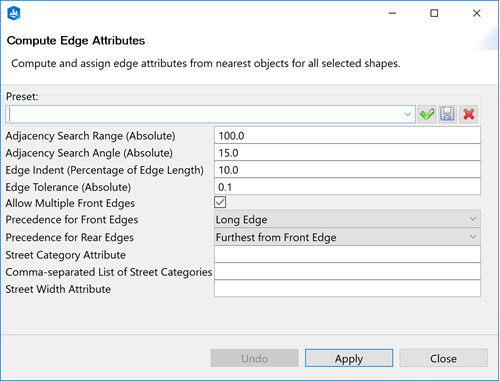 Compute Edge Attributes
Compute and assign edge attributes from nearest objects for all selected shapes.
Preset:
Adjacency Search Range (Absolute) 100.0
Adjacency Search Angle (Absolute) 15.0
Edge Indent (Percentage of Edge Length) 10.0
Edge Tolerance (Absolute) 0.1
Allow Multiple Front Edges
Precedence for Front Edges Long Edge
Precedence for Rear Edges Furthest from Front Edge
Street Category Attribute
Comma-separated List of Street Categories
Street Width Attribute
Undo Apply Close